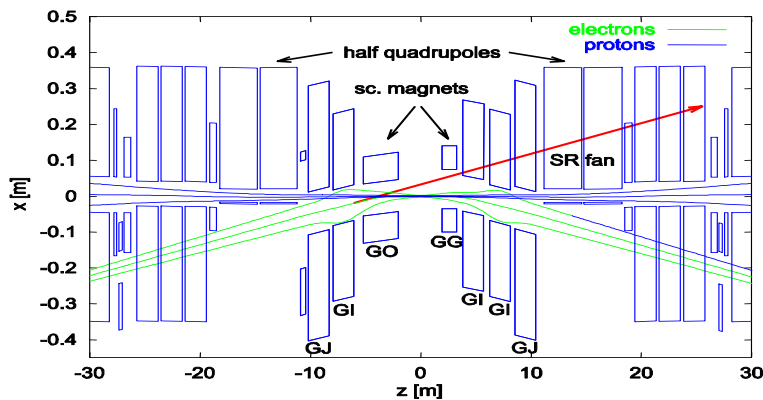 0.5
0.4
0.3
0.2
0.1
0
-0.1
-0.2
-0.3
-0.4
x [m]
electrons
protons
half quadrupoles
sc. magnets
SR fan
GO
GG
GI
GI
GI
GJ
GJ
-30
-20
-10
0
10
20
30
z [m]